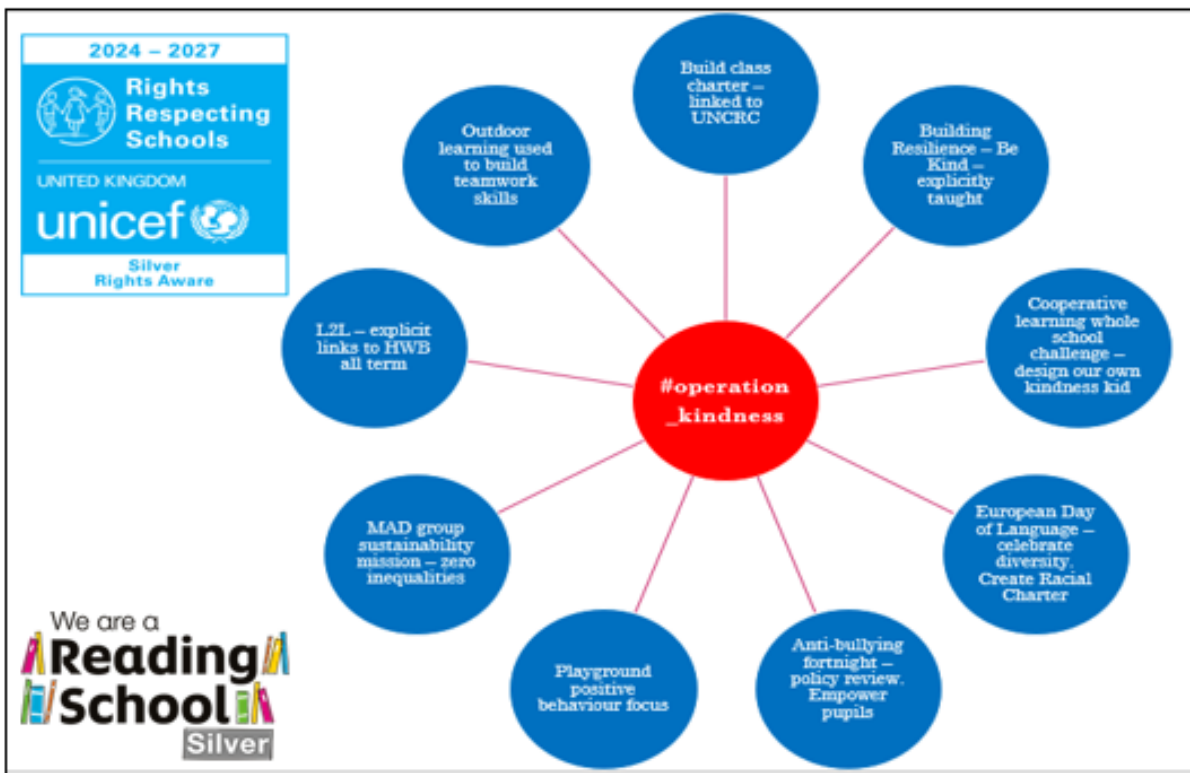 2024 – 2027
Rights
Respecting
Schools
UNITED KINGDOM
unicef
Silver
Rights Aware
Build class
charter –
linked to
UNCRC
Building
Resilience – Be
Kind –
explicitly
taught
Cooperative
learning whole
school
challenge –
design our own
kindness kid
European Day
of Language –
celebrate
diversity.
Create Racial
Charter
Anti-bullying
fortnight –
policy review.
Empower
pupils
Playground
positive
behaviour focus
MAD group
sustainability
mission – zero
inequalities
L2L – explicit
links to HWB
all term
Outdoor
learning used
to build
teamwork
skills
#operation
_kindness
We are a
Reading
School
Silver